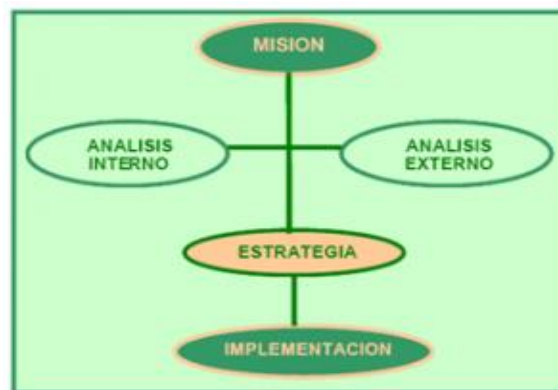 MISION
ANALISIS
INTERNO
ANALISIS
EXTERNO
ESTRATEGIA
IMPLEMENTACION